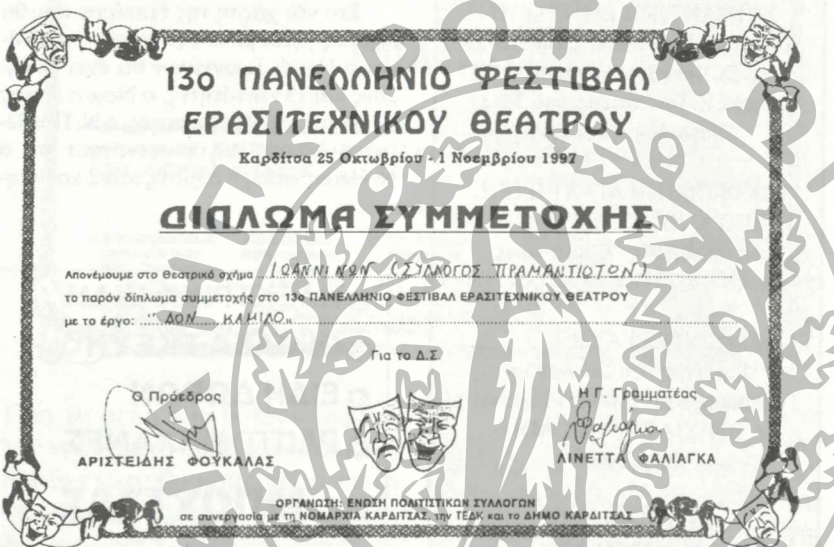 13ο ΠΑΝΕΛΛΗΝΙΟ ΦΕΣΤΙΒΑΛ
ΕΡΑΣΙΤΕΧΝΙΚΟΥ ΘΕΑΤΡΟΥ
Καρδίτσα 25 Οκτωβρίου - 1 Νοεμβρίου 1997
ΔΙΠΛΩΜΑ ΣΥΜΜΕΤΟΧΗΣ
Απονέμουμε στο θεατρικό σχήμα ΙΩΑΝΝΙΝΩΝ (ΣΥΛΛΟΓΟΣ ΠΡΑΜΑΝΤΙΩΤΩΝ)
το παρόν δίπλωμα συμμετοχής στο 13ο ΠΑΝΕΛΛΗΝΙΟ ΦΕΣΤΙΒΑΛ ΕΡΑΣΙΤΕΧΝΙΚΟΥ ΘΕΑΤΡΟΥ
με το έργο: "ΔΟΝ ΚΑΜΙΛΟ"
Για το Δ.Σ.
Ο Πρόεδρος
Η Γ. Γραμματέας
ΑΡΙΣΤΕΙΔΗΣ ΦΟΥΚΑΛΑΣ
ΛΙΝΕΤΤΑ ΦΑΛΙΑΓΚΑ
ΟΡΓΑΝΩΣΗ: ΕΝΩΣΗ ΠΟΛΙΤΙΣΤΙΚΩΝ ΣΥΛΛΟΓΩΝ
σε συνεργασία με τη ΝΟΜΑΡΧΙΑ ΚΑΡΔΙΤΣΑΣ, την ΤΕΔΚ και το ΔΗΜΟ ΚΑΡΔΙΤΣΑΣ